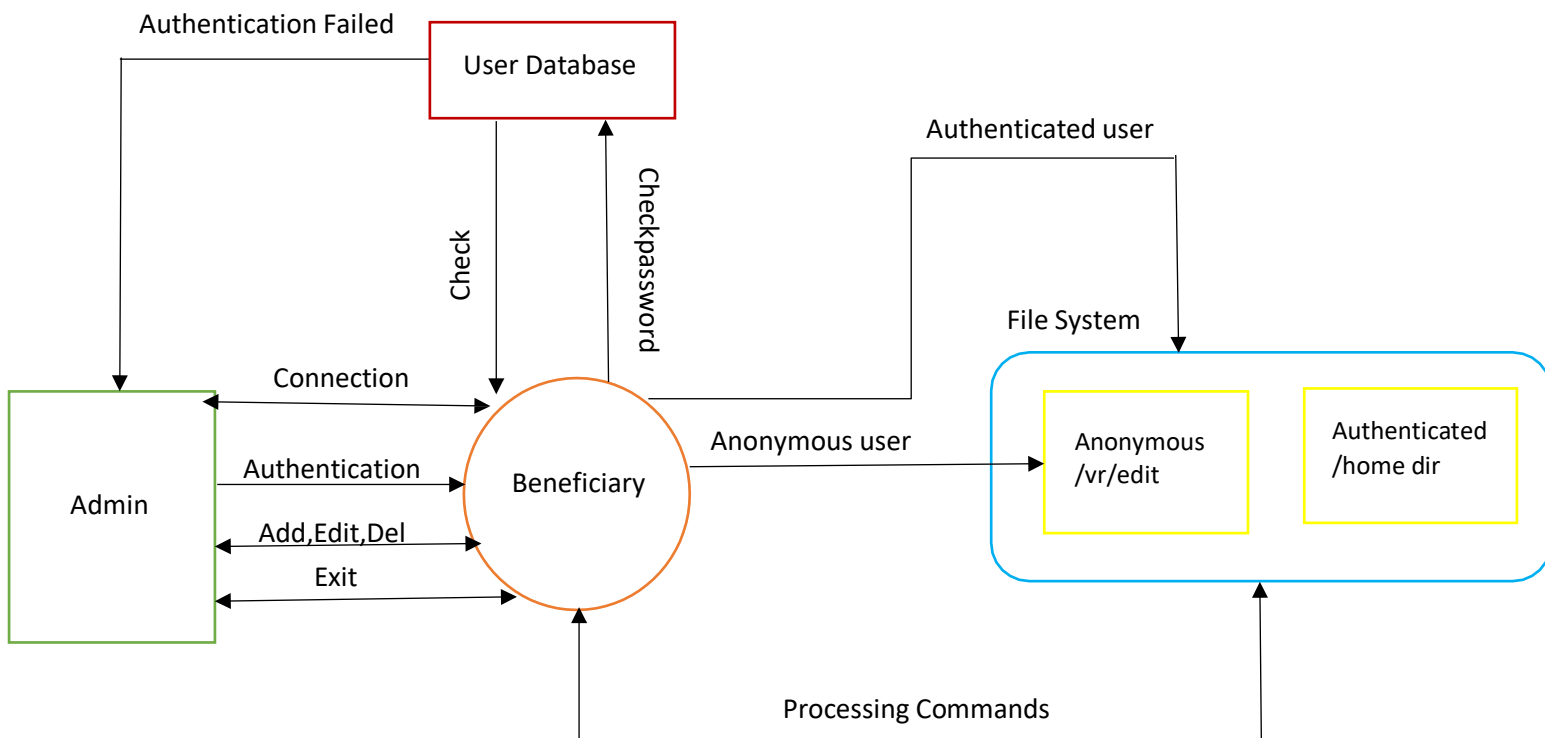 Authentication Failed
User Database
Authenticated user
Check
Checkpassword
File System
Connection
Anonymous user
Anonymous
/vr/edit
Authenticated
/home dir
Authentication
Beneficiary
Admin
Add,Edit,Del
Exit
Processing Commands